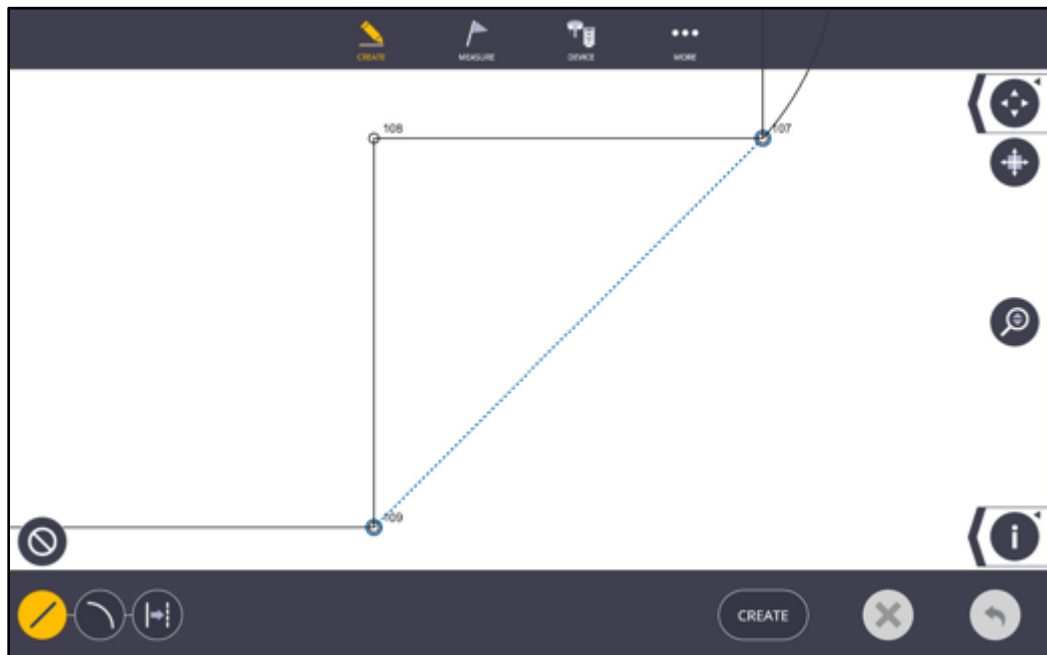 CREATE MEASURE DEVICE MORE
108 107
109
i
CREATE